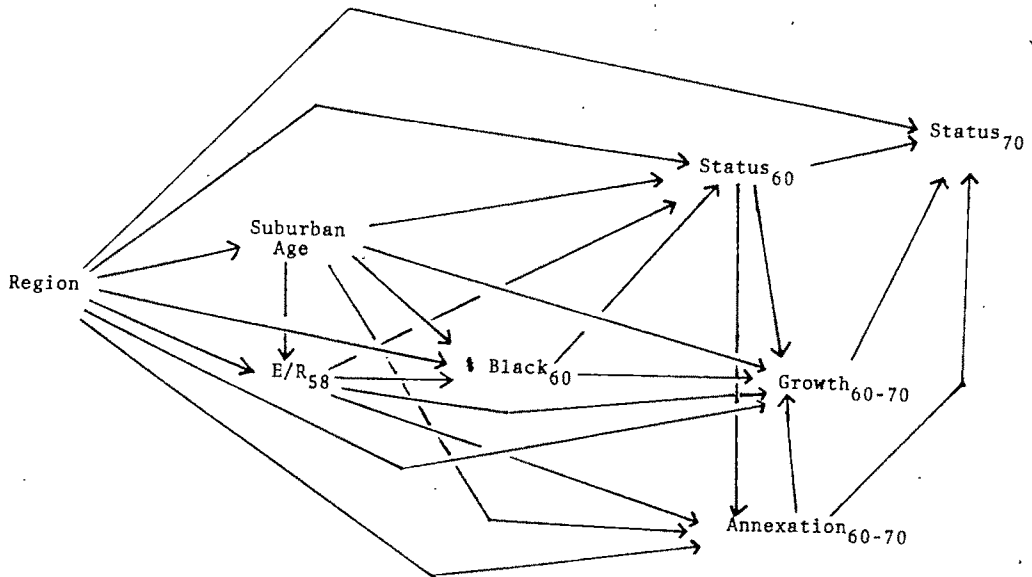 Status70
Status60
Suburban
Age
Region
E/R58
% Black60
Growth60-70
Annexation60-70